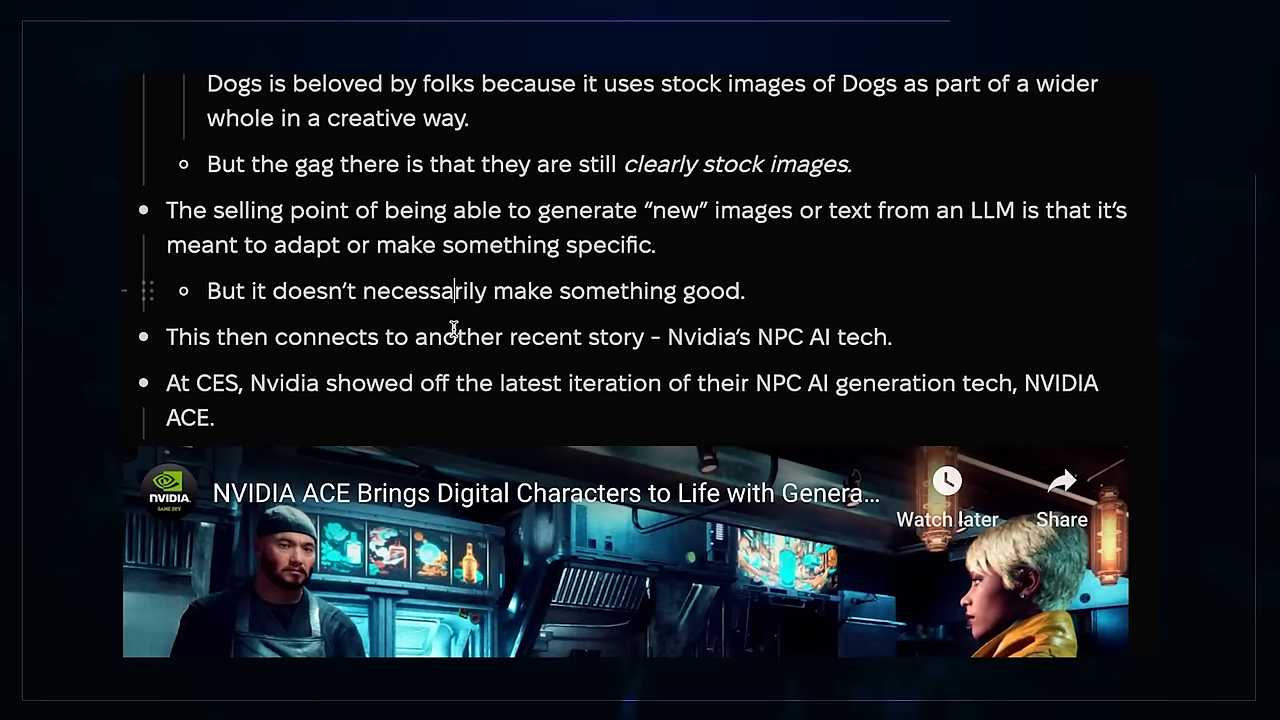 Dogs is beloved by folks because it uses stock images of Dogs as part of a wider
whole in a creative way.
But the gag there is that they are still clearly stock images.
The selling point of being able to generate “new” images or text from an LLM is that it’s
meant to adapt or make something specific.
But it doesn’t necessarily make something good.
This then connects to another recent story - Nvidia’s NPC AI tech.
At CES, Nvidia showed off the latest iteration of their NPC AI generation tech, NVIDIA
ACE.
NVIDIA ACE Brings Digital Characters to Life with Genera...
NVIDIA.
GAME DEV
Watch later
Share